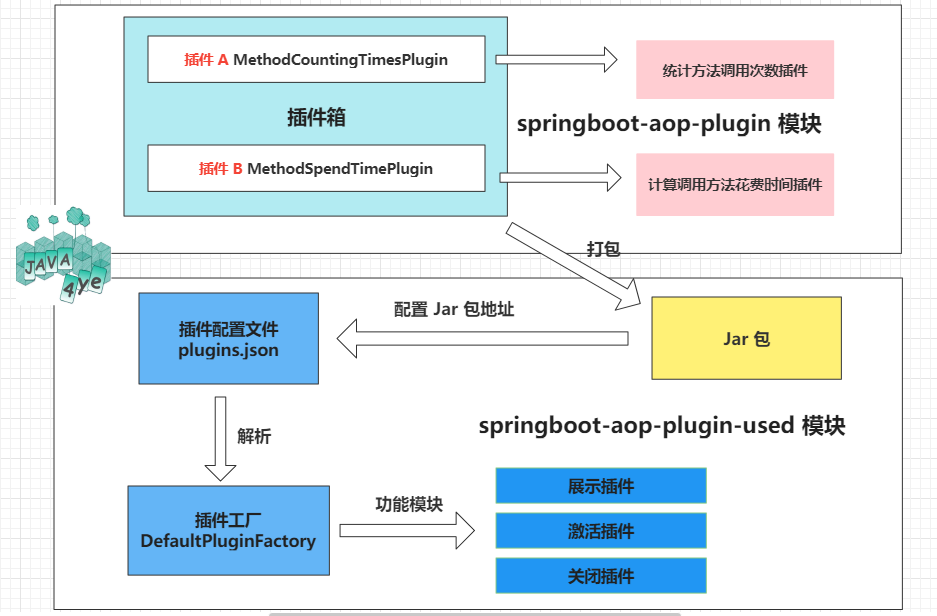 插件 A MethodCountingTimesPlugin
统计方法调用次数插件
插件箱
springboot-aop-plugin 模块
插件 B MethodSpendTimePlugin
计算调用方法花费时间插件
JAVA
4ye
打包
插件配置文件
plugins.json
配置 Jar 包地址
Jar 包
解析
springboot-aop-plugin-used 模块
插件工厂
DefaultPluginFactory
功能模块
展示插件
激活插件
关闭插件